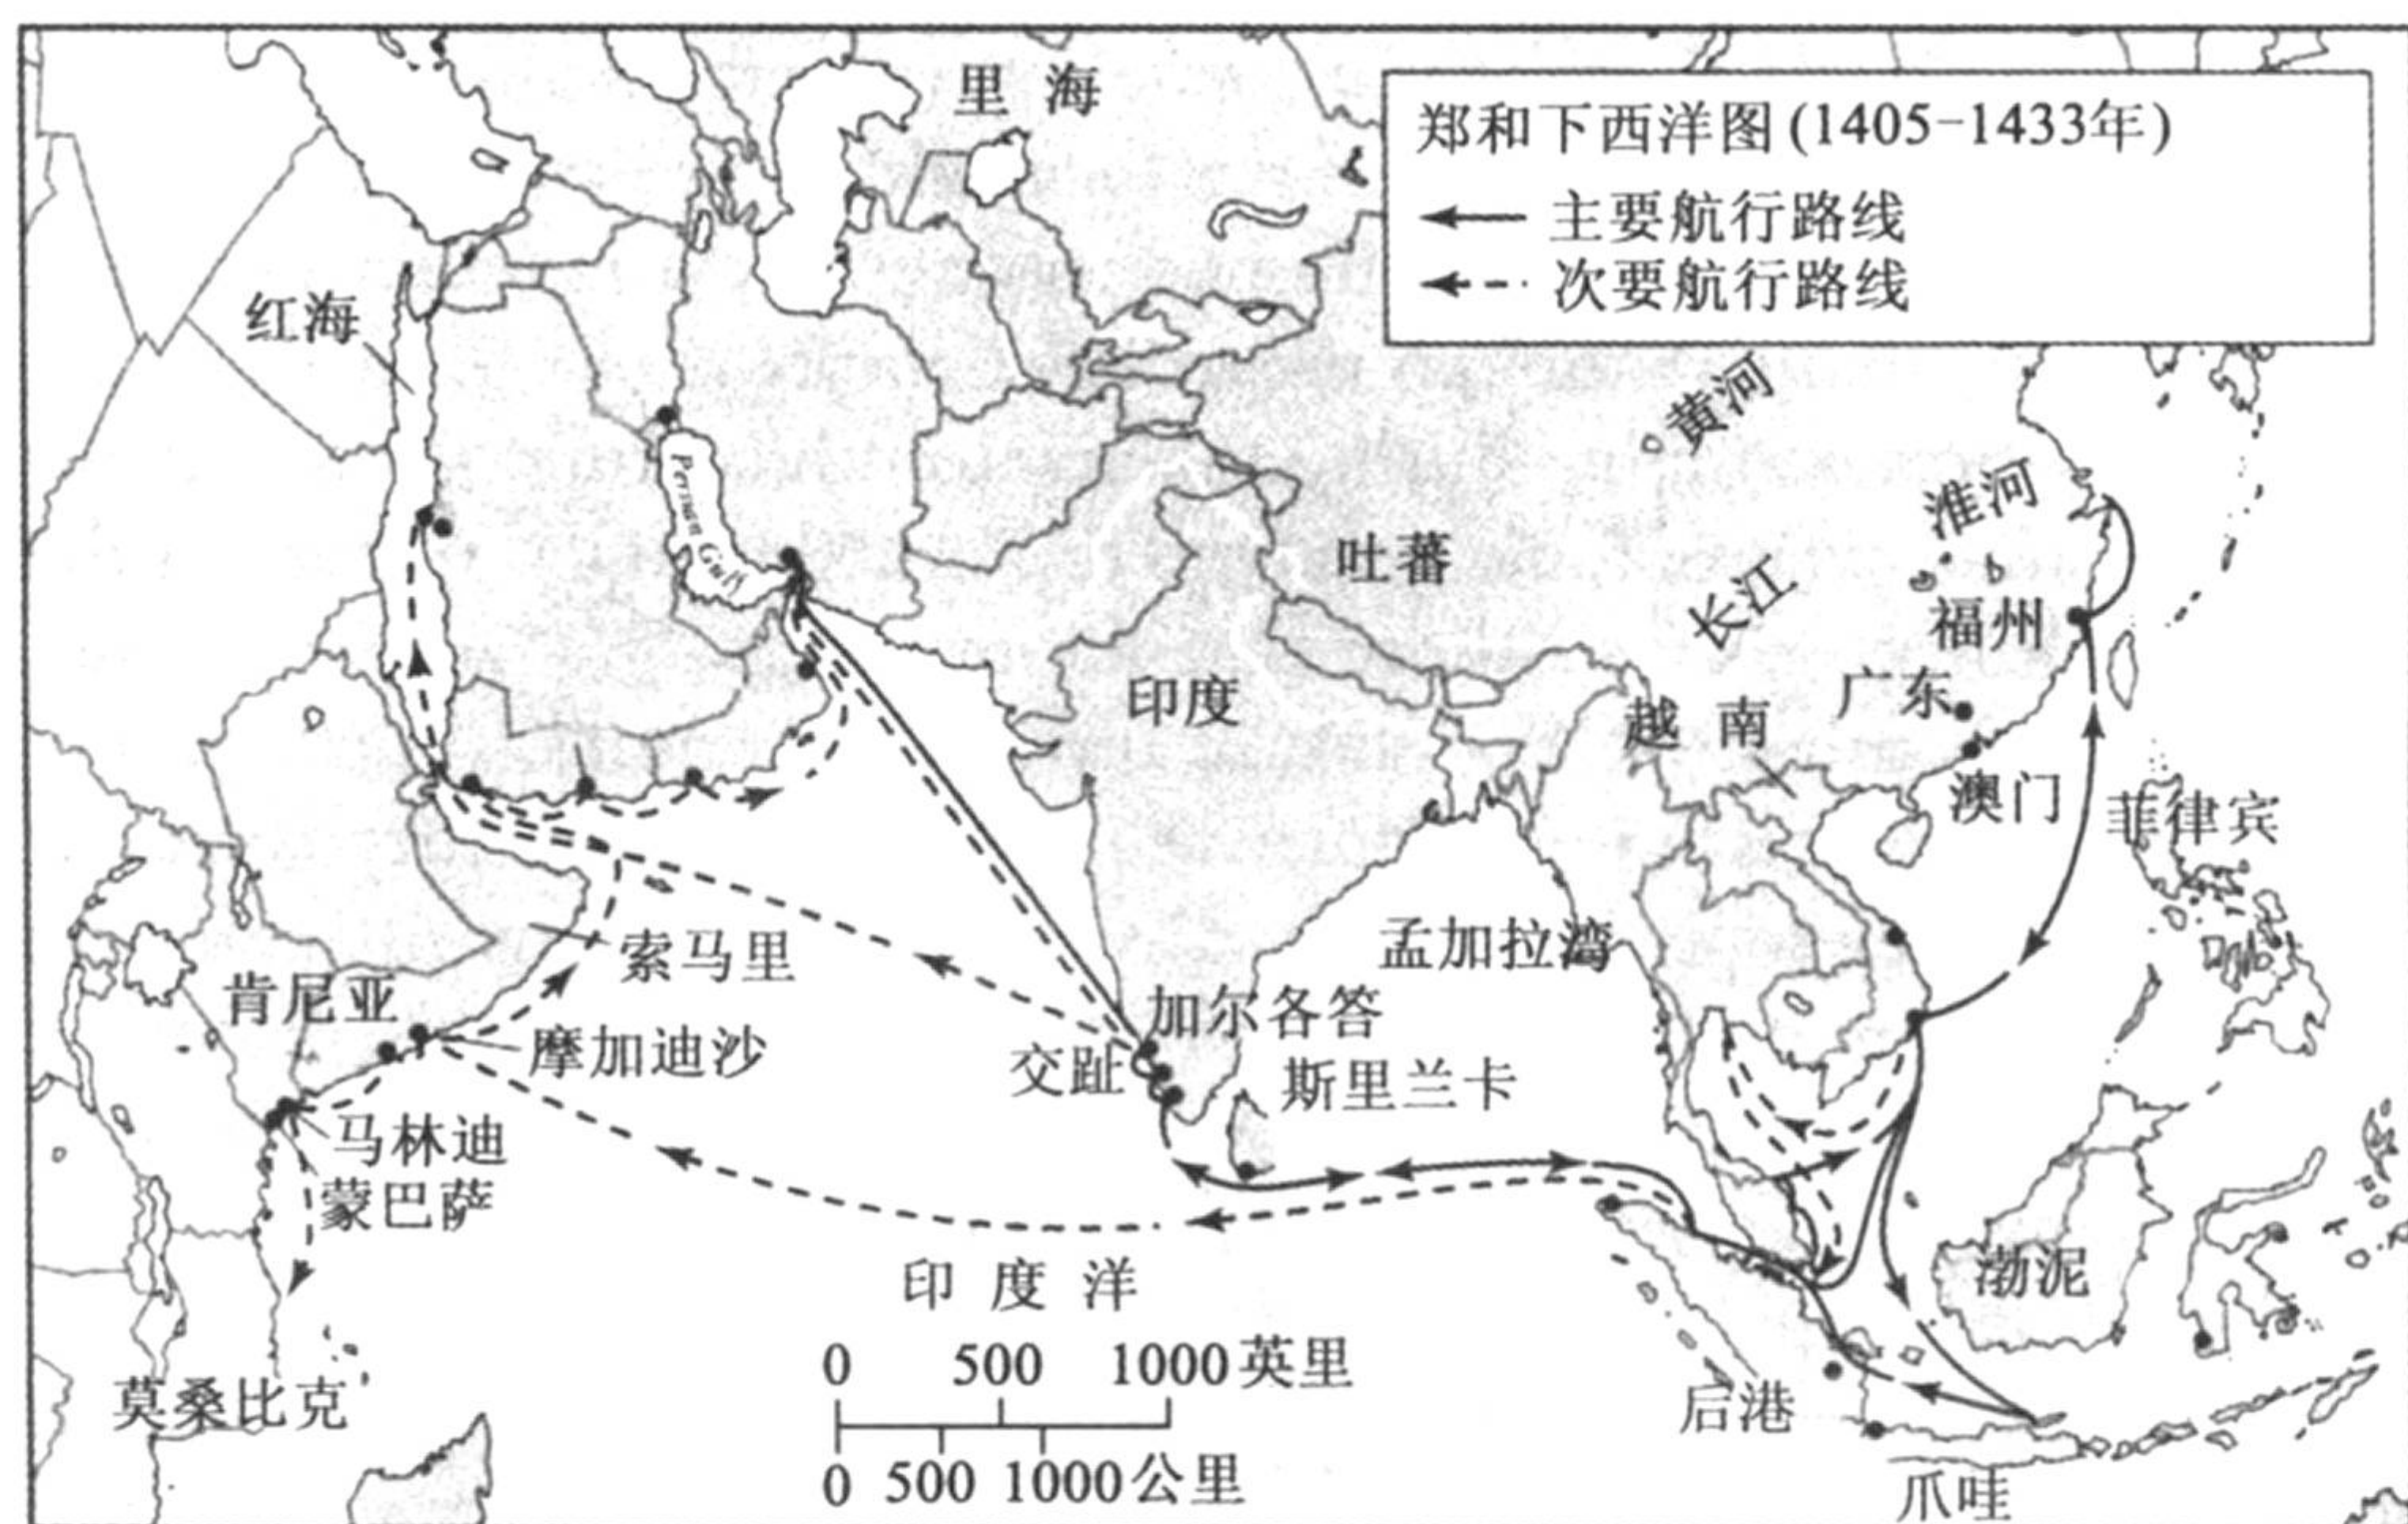 里海
郑和下西洋图(1405-1433年)
主要航行路线
次要航行路线
红海
黄河
Persian Gulf
淮河
吐蕃
长江
福州
印度
广东
越南
澳门
菲律宾
孟加拉湾
索马里
肯尼亚
加尔各答
摩加迪沙
交趾
斯里兰卡
马林迪
蒙巴萨
渤泥
印度洋
0 500 1000英里
莫桑比克
后港
0 500 1000公里
爪哇